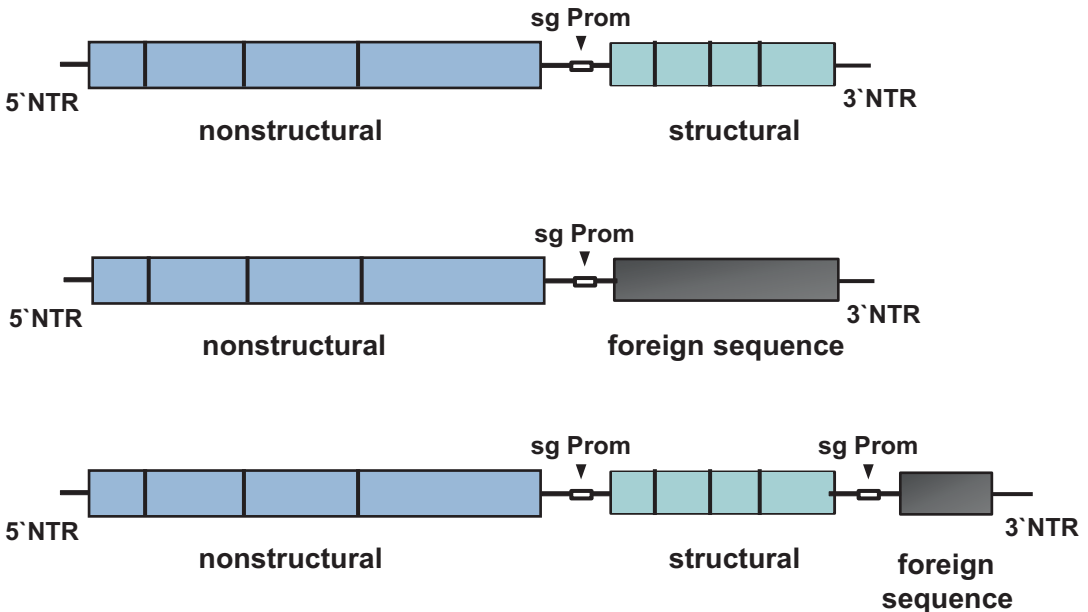 sg Prom
5`NTR
3`NTR
nonstructural
structural
sg Prom
5`NTR
3`NTR
nonstructural
foreign sequence
sg Prom
sg Prom
5`NTR
3`NTR
nonstructural
structural
foreign
sequence